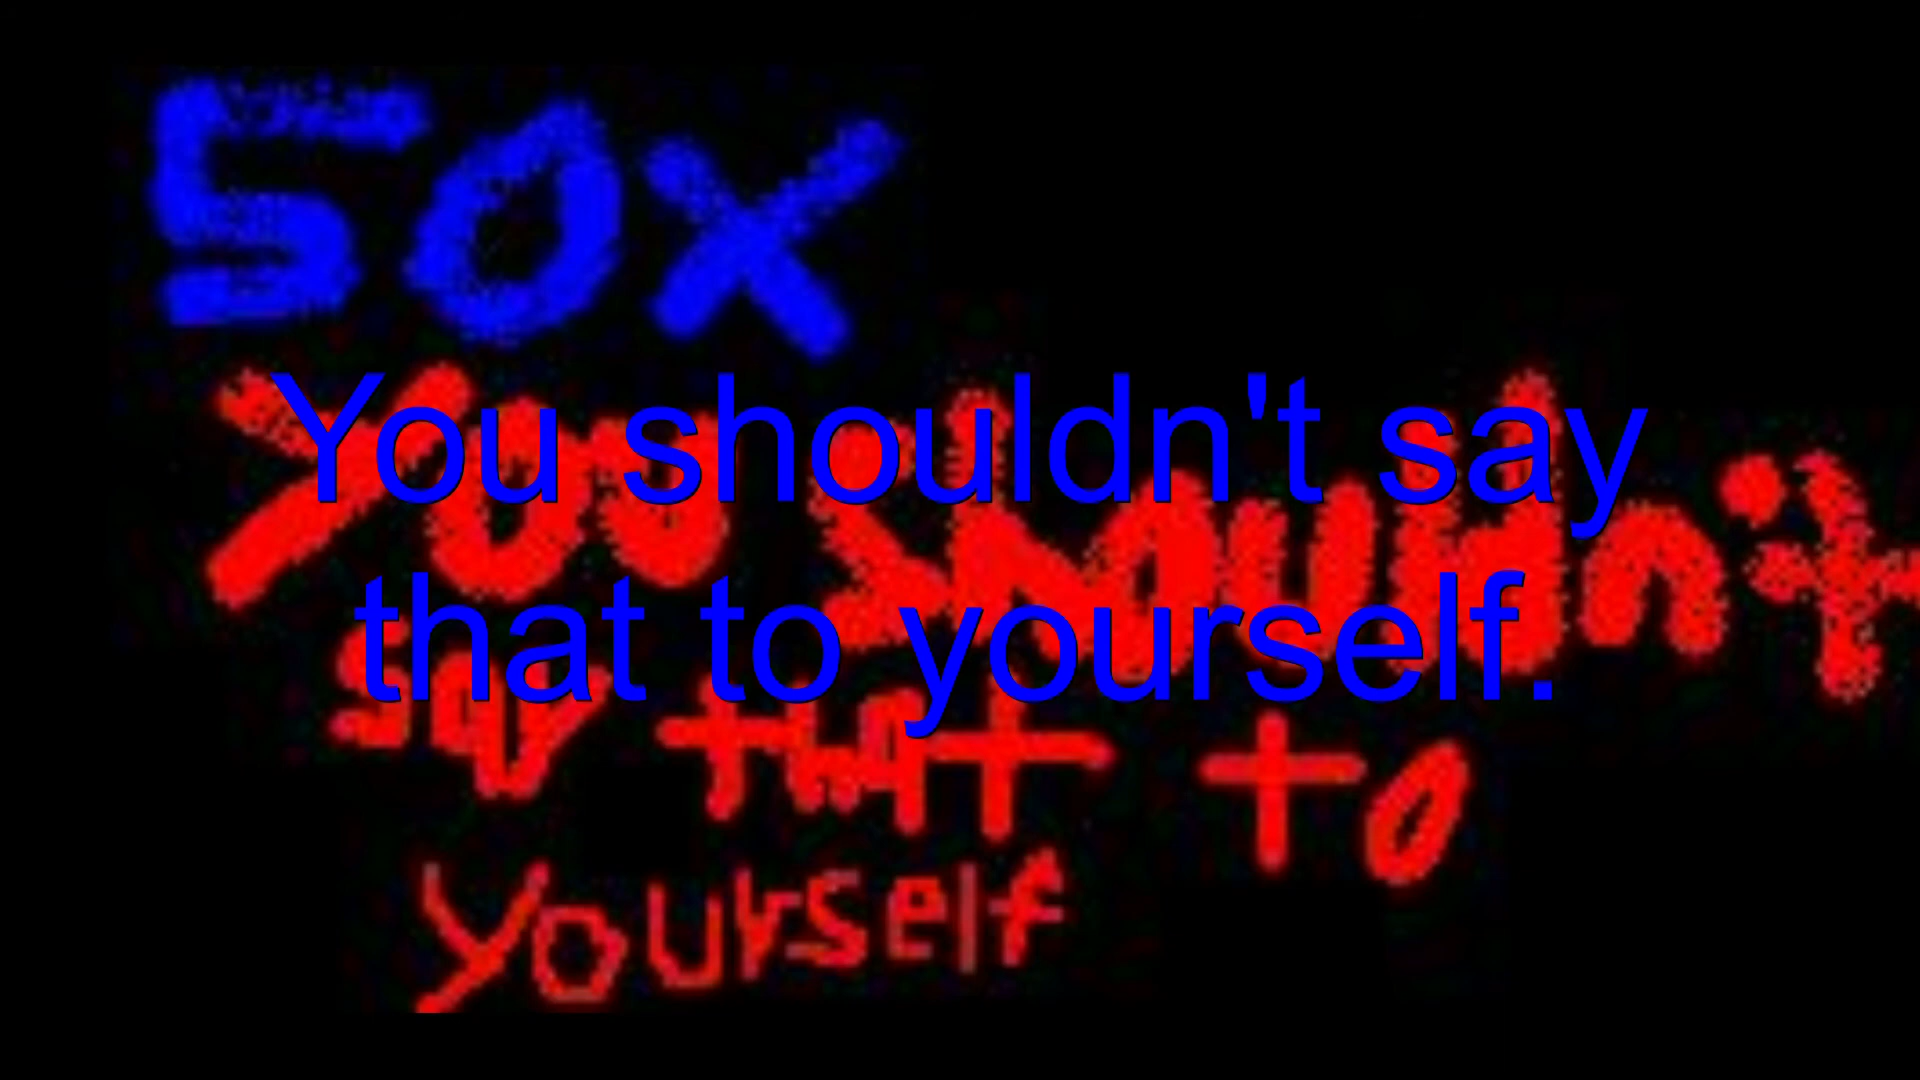 50x
You shouldn't say
You shouldn't
that to yourself.
say that to
yourself